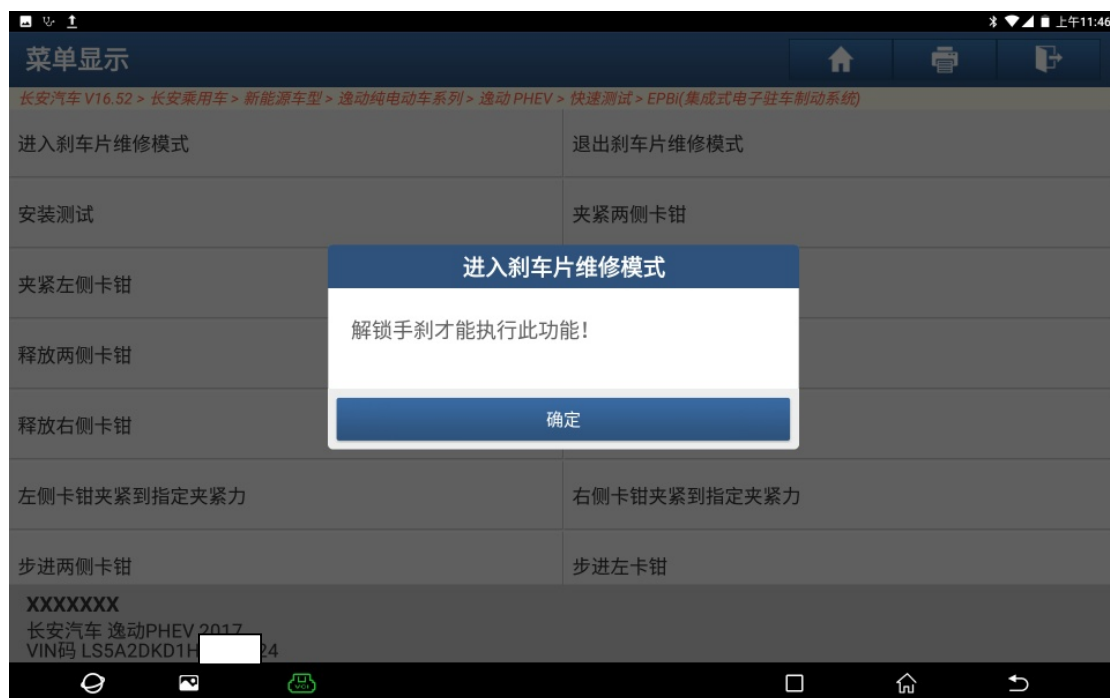 上午11:46
菜单显示
长安汽车 V16.52 > 长安乘用车 > 新能源车型 > 逸动纯电动车系列 > 逸动 PHEV > 快速测试 > EPBi(集成式电子驻车制动系统)
进入刹车片维修模式
退出刹车片维修模式
安装测试
夹紧两侧卡钳
进入刹车片维修模式
夹紧左侧卡钳
解锁手刹才能执行此功能！
释放两侧卡钳
确定
释放右侧卡钳
左侧卡钳夹紧到指定夹紧力
右侧卡钳夹紧到指定夹紧力
步进两侧卡钳
步进左卡钳
XXXXXXX
长安汽车 逸动PHEV 2017
VIN码 LS5A2DKD1H 24
VCI